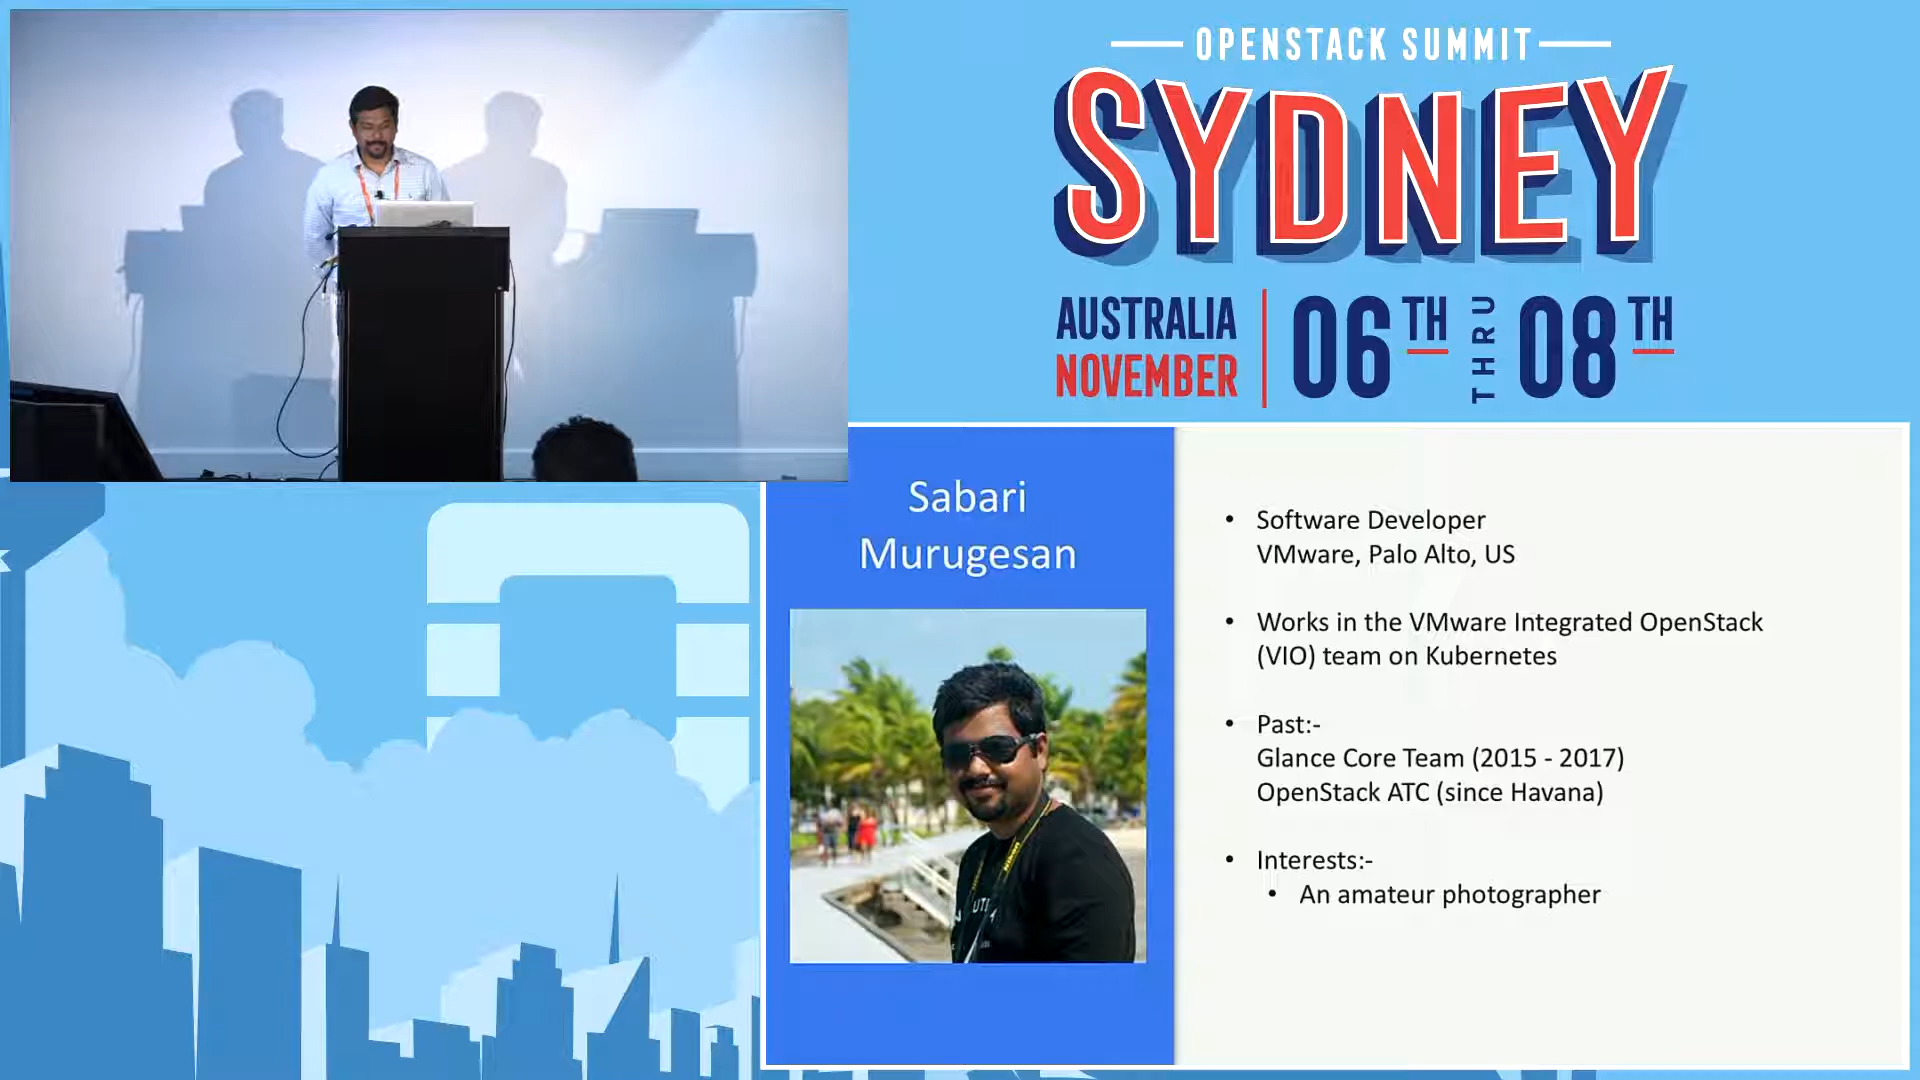 OPENSTACK SUMMIT
SYDNEY
AUSTRALIA
NOVEMBER
06TH THRU 08TH
Sabari
Murugesan
Nikon
• Software Developer
VMware, Palo Alto, US
• Works in the VMware Integrated OpenStack
(VIO) team on Kubernetes
• Past:-
Glance Core Team (2015 - 2017)
OpenStack ATC (since Havana)
• Interests:-
• An amateur photographer